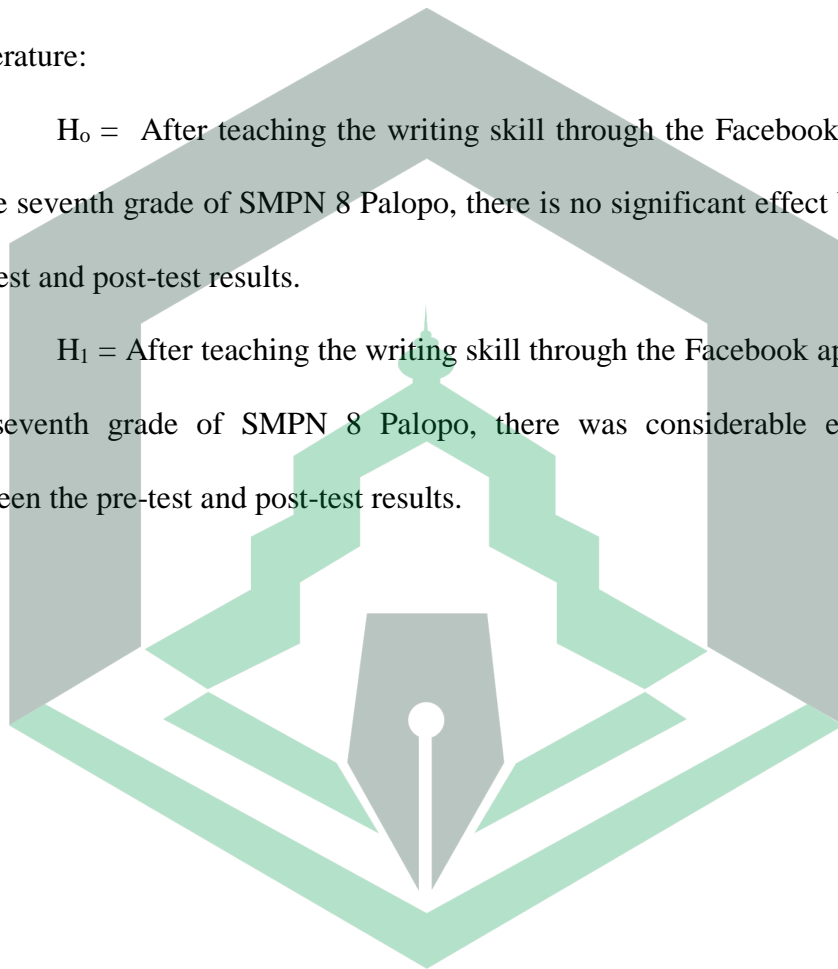 erature:
Hₒ = After teaching the writing skill through the Facebook
e seventh grade of SMPN 8 Palopo, there is no significant effect
est and post-test results.
H₁ = After teaching the writing skill through the Facebook ap
seventh grade of SMPN 8 Palopo, there was considerable e
een the pre-test and post-test results.